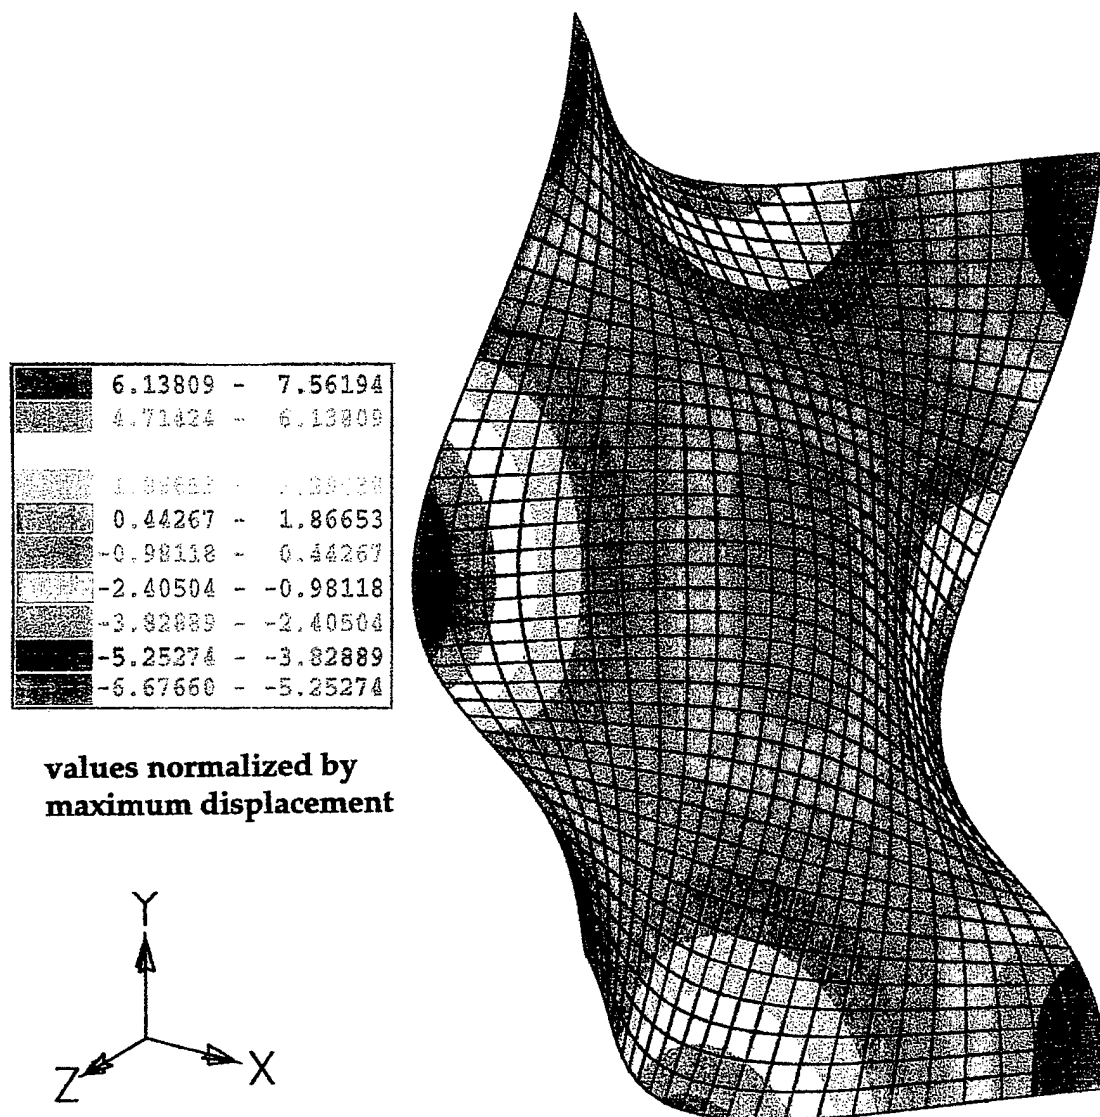 6.13809 - 7.56194
4.71424 - 6.13809
0.44267 - 1.86653
-0.98118 - 0.44267
-2.40504 - -0.98118
-3.82889 - -2.40504
-5.25274 - -3.82889
-6.67660 - -5.25274
values normalized by
maximum displacement
Y
Z
X